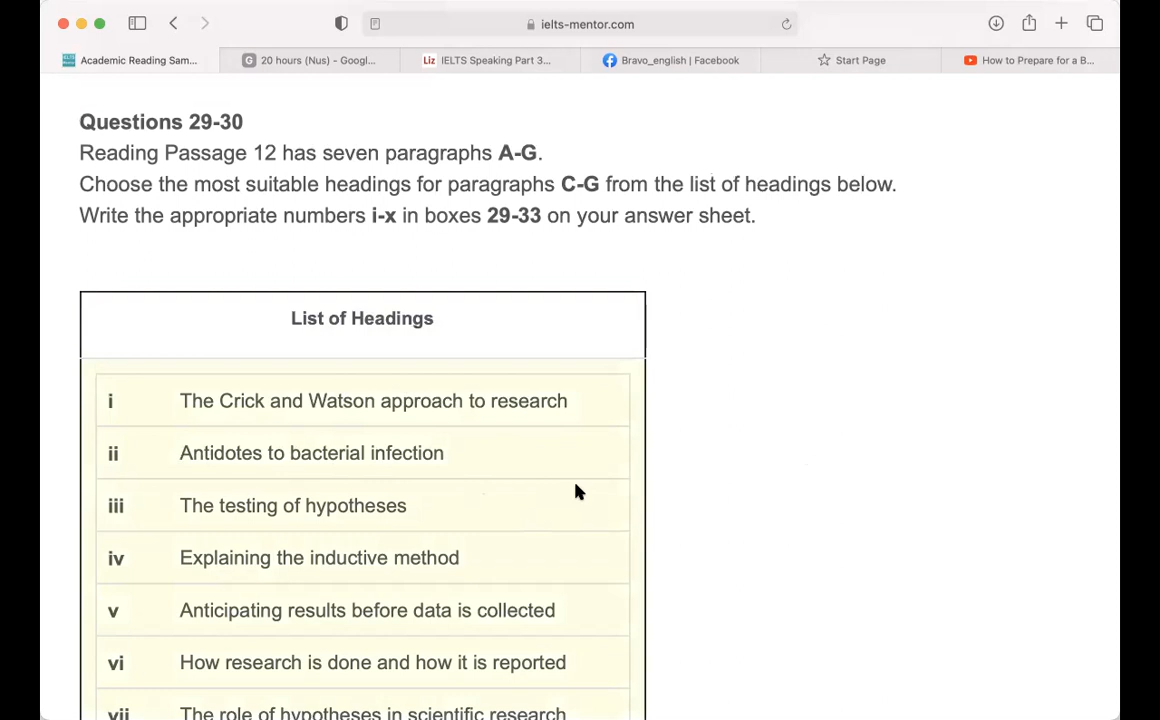 ielts-mentor.com
Academic Reading Sam...
G 20 hours (Nus) - Googl...
Liz IELTS Speaking Part 3...
Bravo_english | Facebook
Start Page
How to Prepare for a B...
Questions 29-30
Reading Passage 12 has seven paragraphs A-G.
Choose the most suitable headings for paragraphs C-G from the list of headings below.
Write the appropriate numbers i-x in boxes 29-33 on your answer sheet.
List of Headings
i The Crick and Watson approach to research
ii Antidotes to bacterial infection
iii The testing of hypotheses
iv Explaining the inductive method
v Anticipating results before data is collected
vi How research is done and how it is reported
vii The role of hypotheses in scientific research